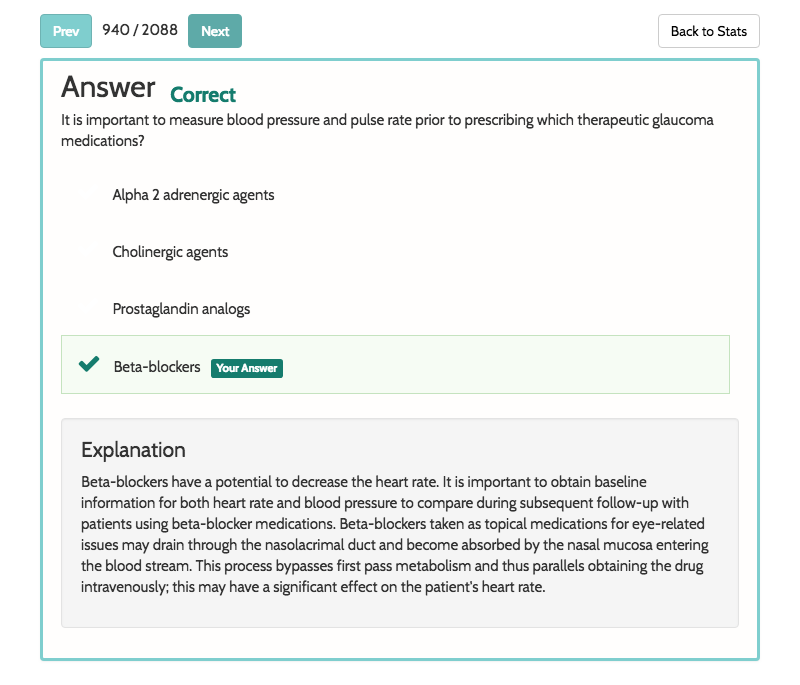 Prev 940 / 2088 Next Back to Stats
Answer Correct
It is important to measure blood pressure and pulse rate prior to prescribing which therapeutic glaucoma
medications?
Alpha 2 adrenergic agents
Cholinergic agents
Prostaglandin analogs
Beta-blockers Your Answer
Explanation
Beta-blockers have a potential to decrease the heart rate. It is important to obtain baseline
information for both heart rate and blood pressure to compare during subsequent follow-up with
patients using beta-blocker medications. Beta-blockers taken as topical medications for eye-related
issues may drain through the nasolacrimal duct and become absorbed by the nasal mucosa entering
the blood stream. This process bypasses first pass metabolism and thus parallels obtaining the drug
intravenously; this may have a significant effect on the patient's heart rate.